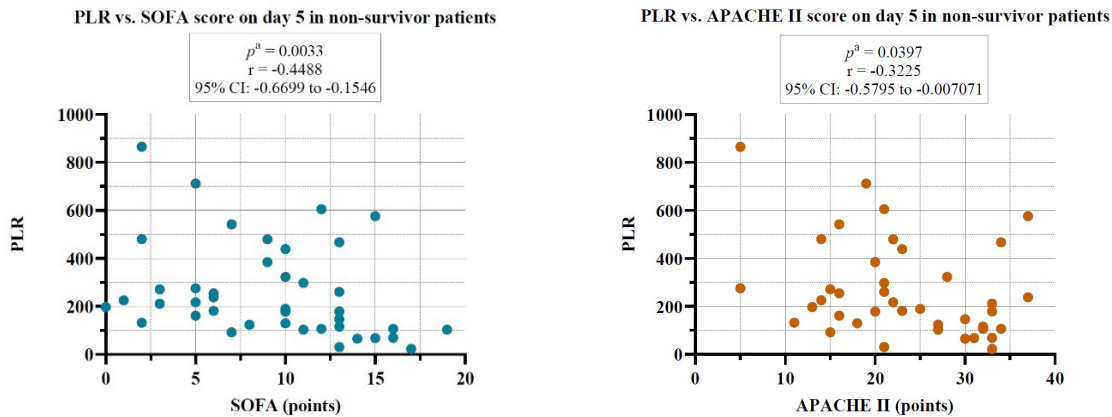 PLR vs. SOFA score on day 5 in non-survivor patients
pᵃ = 0.0033
r = -0.4488
95% CI: -0.6699 to -0.1546
1000
800
600
400
200
0
PLR
0 5 10 15 20
SOFA (points)
PLR vs. APACHE II score on day 5 in non-survivor patients
pᵃ = 0.0397
r = -0.3225
95% CI: -0.5795 to -0.007071
1000
800
600
400
200
0
PLR
0 10 20 30 40
APACHE II (points)